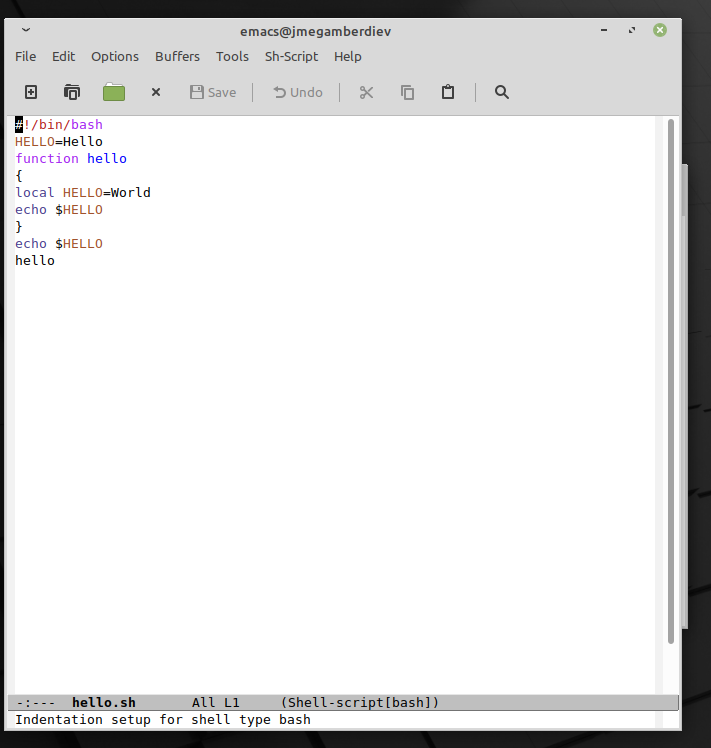 emacs@jmegamberdiev
File Edit Options Buffers Tools Sh-Script Help
Save Undo
#!/bin/bash
HELLO=Hello
function hello
{
local HELLO=World
echo $HELLO
}
echo $HELLO
hello
-:--- hello.sh All L1 (Shell-script[bash])
Indentation setup for shell type bash